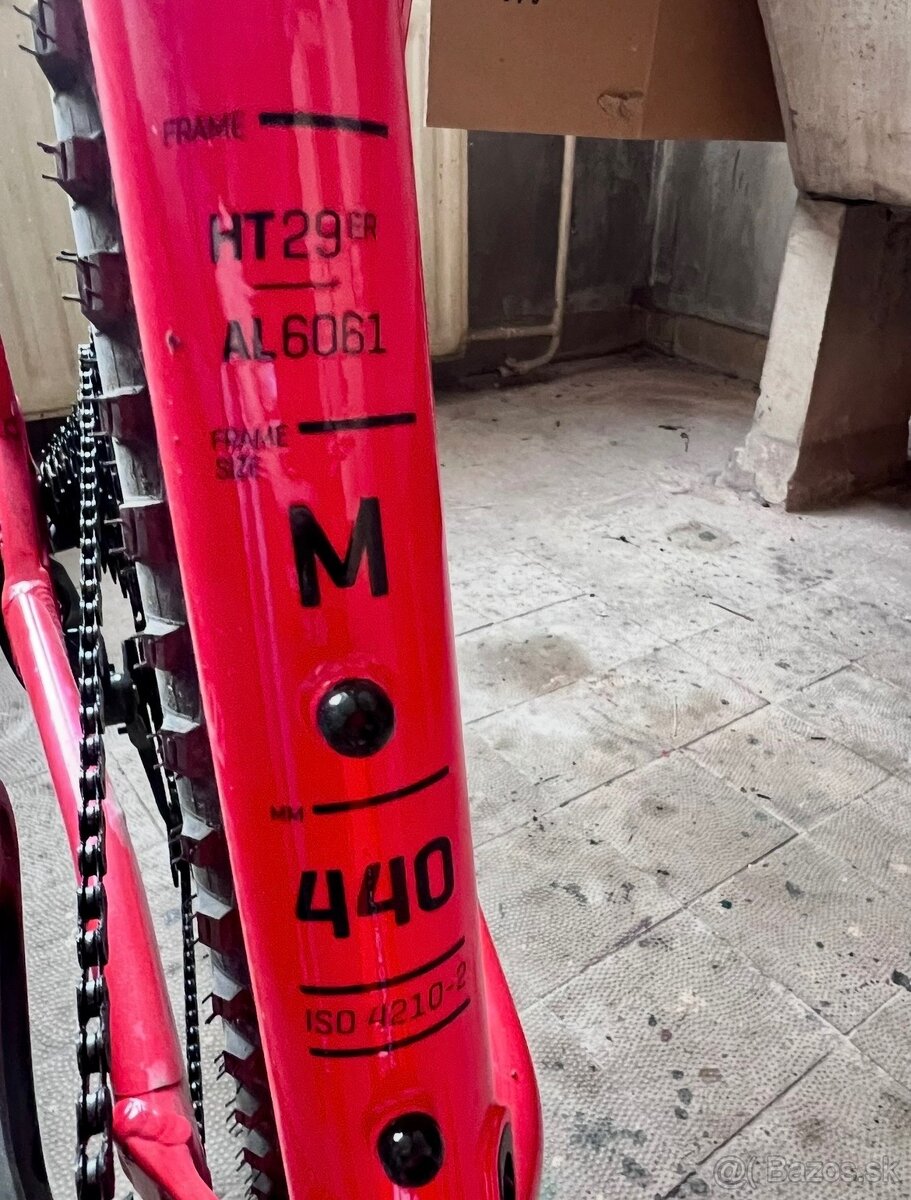 FRAME
HT29ER
AL6061
FRAME
SIZE
M
MM
440
ISO 4210-2
@( Bazos.sk